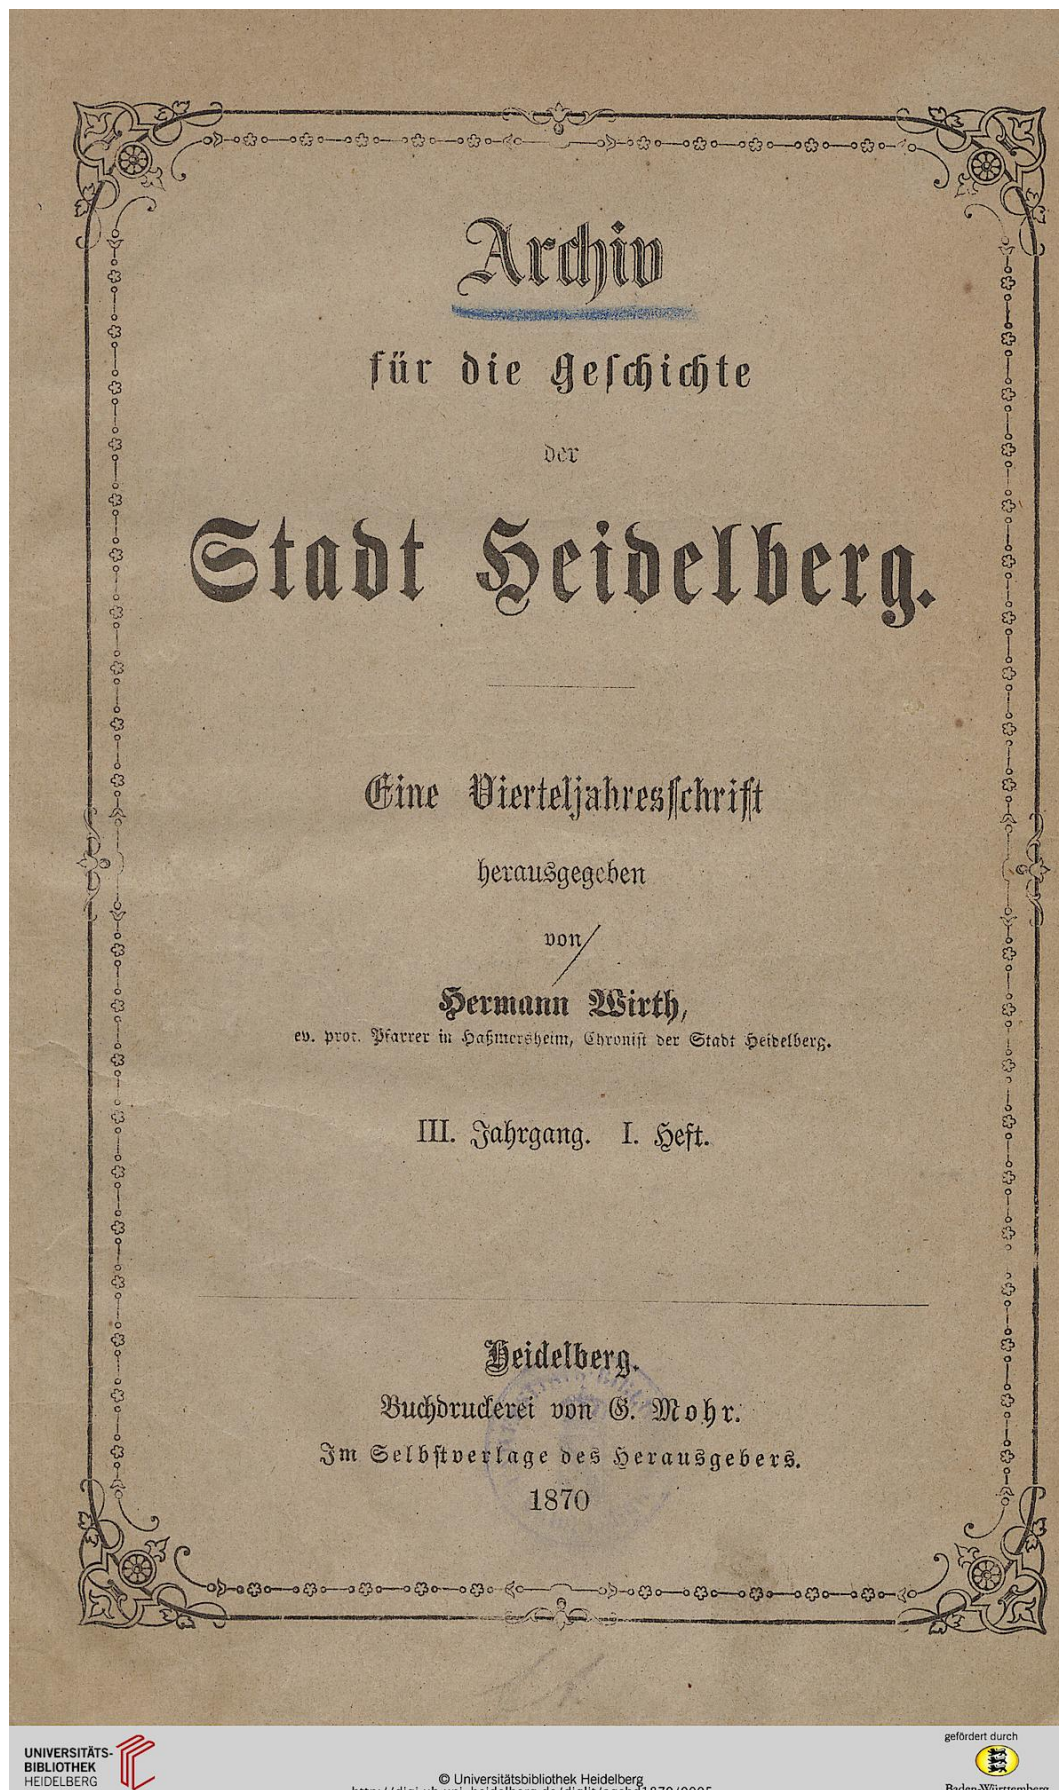 Archiv
für die Geschichte
der
Stadt Heidelberg.
Eine Vierteljahresschrift
herausgegeben
von
Hermann Wirth,
ev. prot. Pfarrer in Haßmersheim, Chronist der Stadt Heidelberg.
III. Jahrgang. I. Heft.
Heidelberg.
Buchdruckerei von G. Mohr.
Im Selbstverlage des Herausgebers.
1870
UNIVERSITÄTS-
BIBLIOTHEK
HEIDELBERG
© Universitätsbibliothek Heidelberg
gefördert durch
Baden-Württemberg